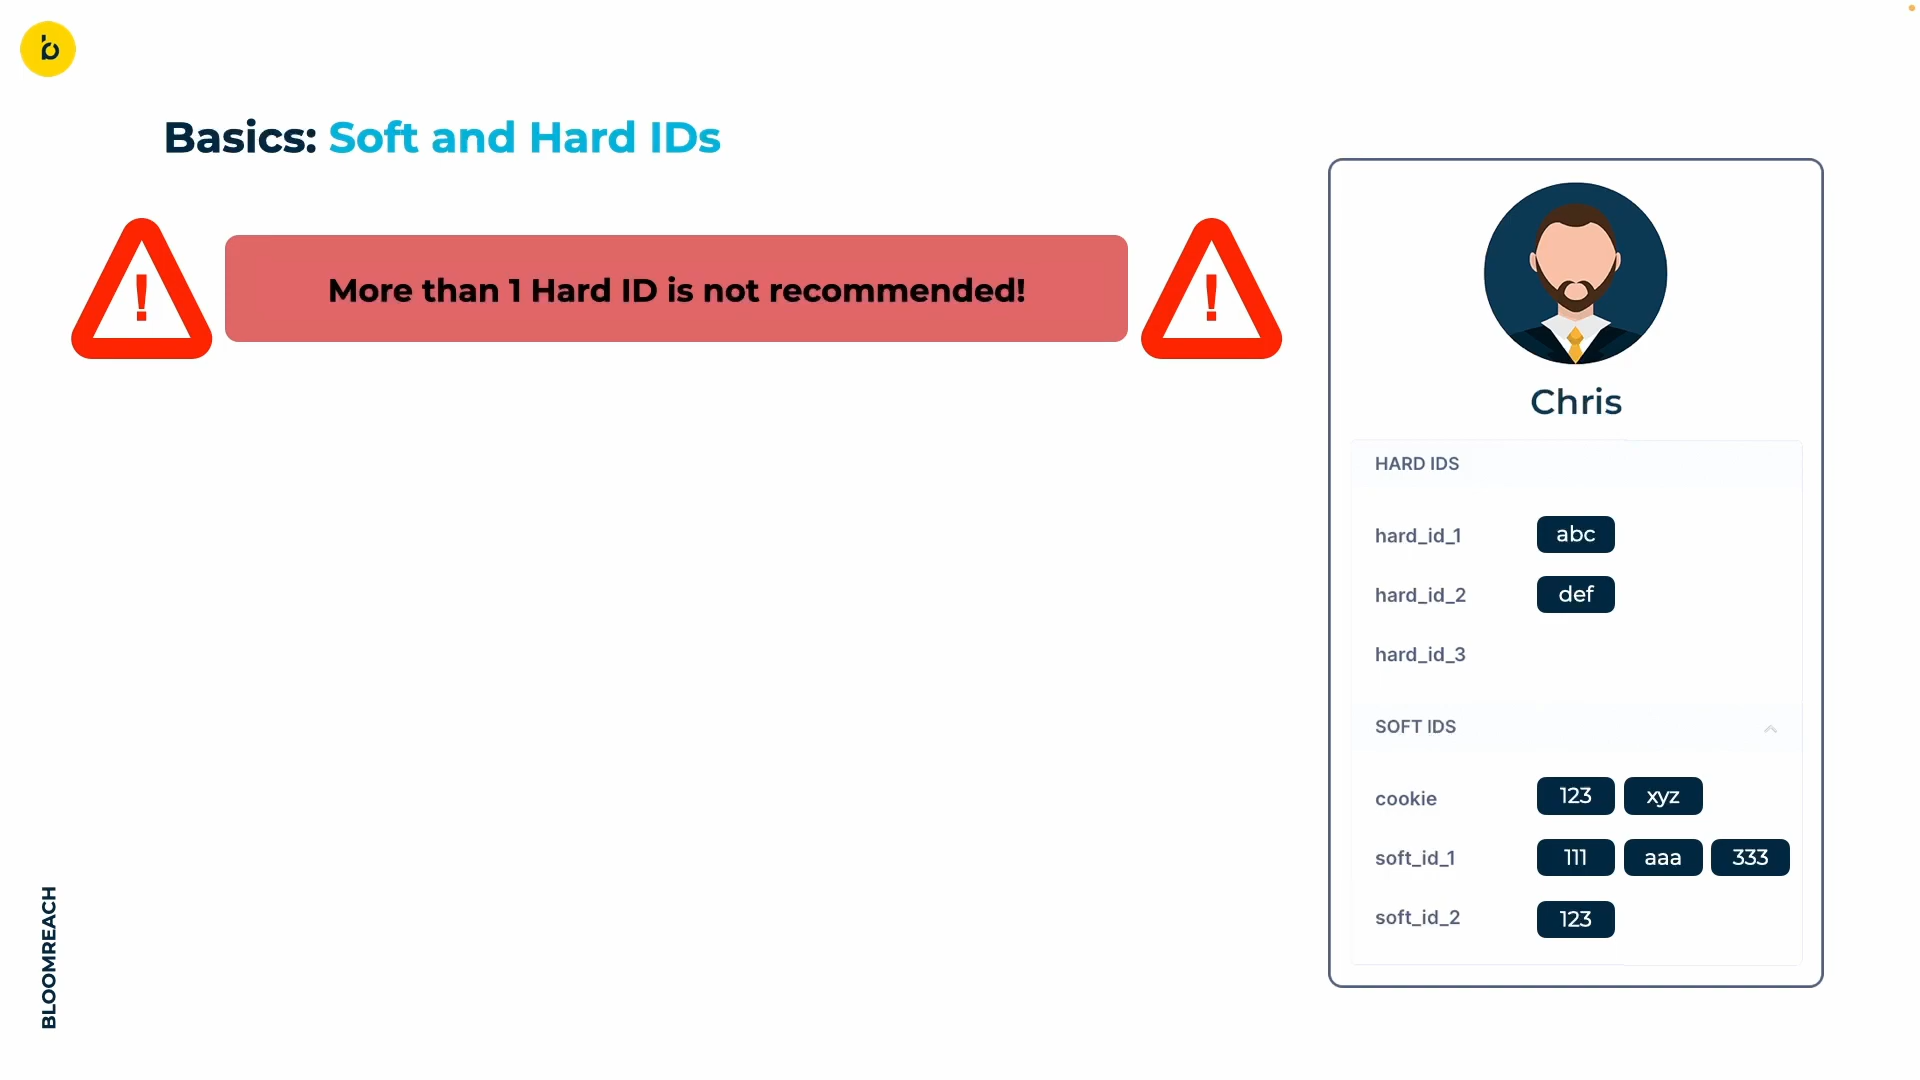 Basics: Soft and Hard IDs
More than 1 Hard ID is not recommended!
Chris
HARD IDS
hard_id_1 abc
hard_id_2 def
hard_id_3
SOFT IDS
cookie 123 xyz
soft_id_1 111 aaa 333
soft_id_2 123
BLOOMREACH